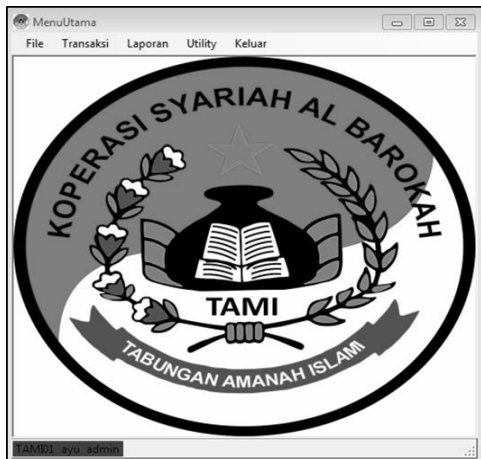 MenuUtama
File Transaksi Laporan Utility Keluar
KOPERASI SYARIAH AL BAROKAH
TAMI
TABUNGAN AMANAH ISLAMI
TAMI01 ayu admin